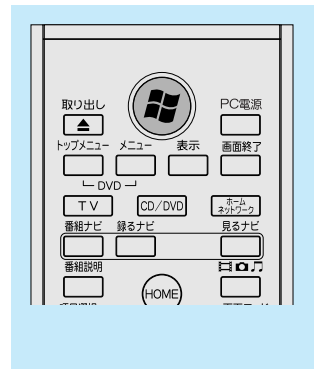 取り出し PC電源
トップメニュー メニュー 表示 画面終了
DVD
TV CD/DVD ホームネットワーク
番組ナビ 録るナビ 見るナビ
番組説明
HOME